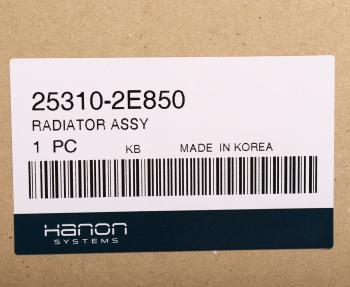 25310-2E850
RADIATOR ASSY
1 PC KB MADE IN KOREA
Hanon
SYSTEMS